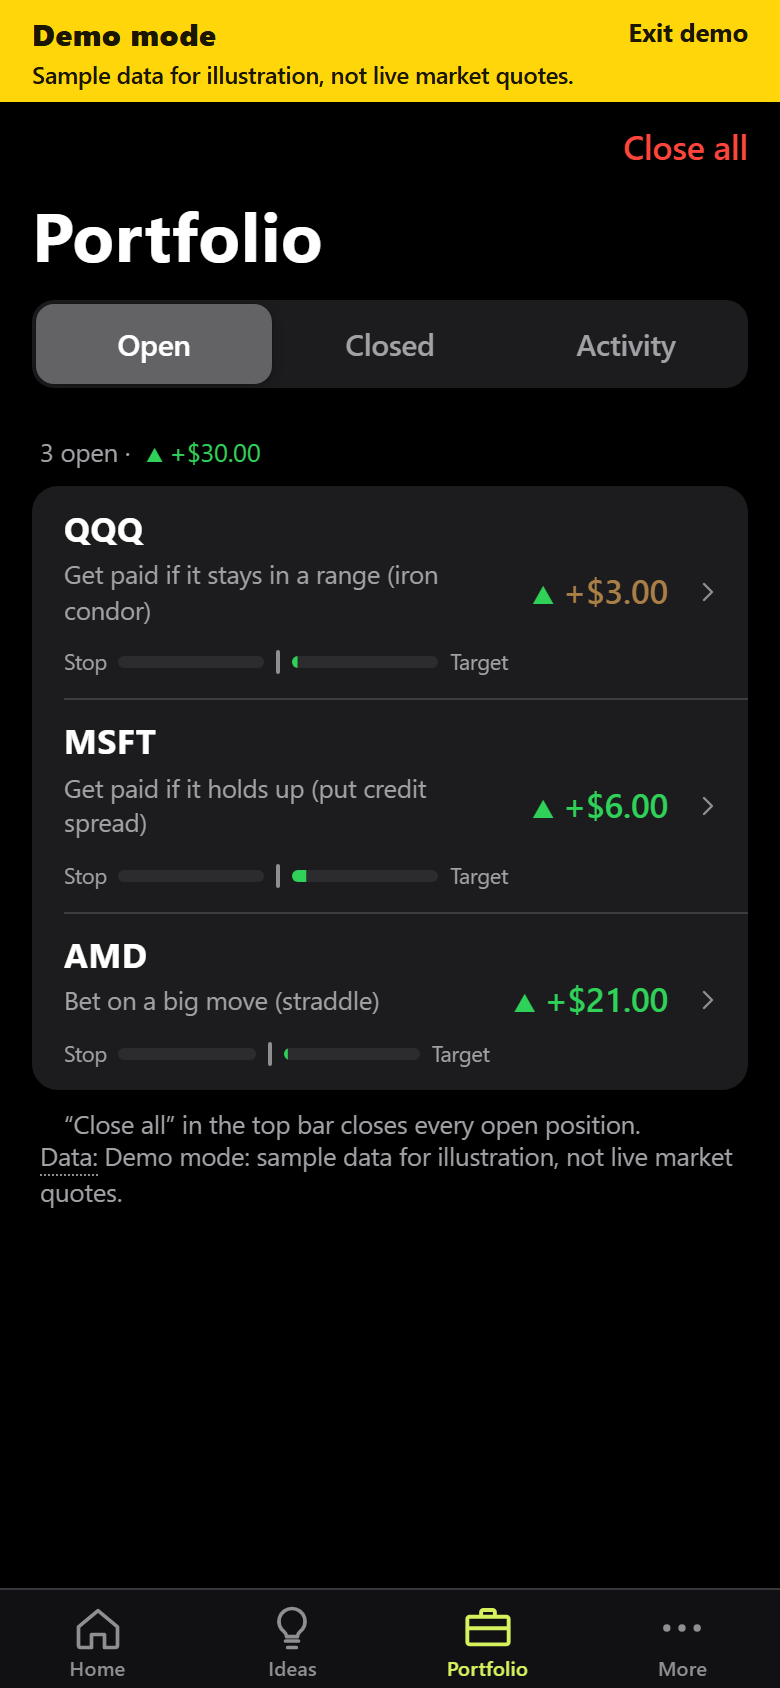 Demo mode
Exit demo
Sample data for illustration, not live market quotes.
Close all
Portfolio
Open
Closed
Activity
3 open · ▲ +$30.00
QQQ
Get paid if it stays in a range (iron
condor)
▲ +$3.00
Stop
Target
MSFT
Get paid if it holds up (put credit
spread)
▲ +$6.00
Stop
Target
AMD
Bet on a big move (straddle)
▲ +$21.00
Stop
Target
“Close all” in the top bar closes every open position.
Data: Demo mode: sample data for illustration, not live market
quotes.
Home
Ideas
Portfolio
More